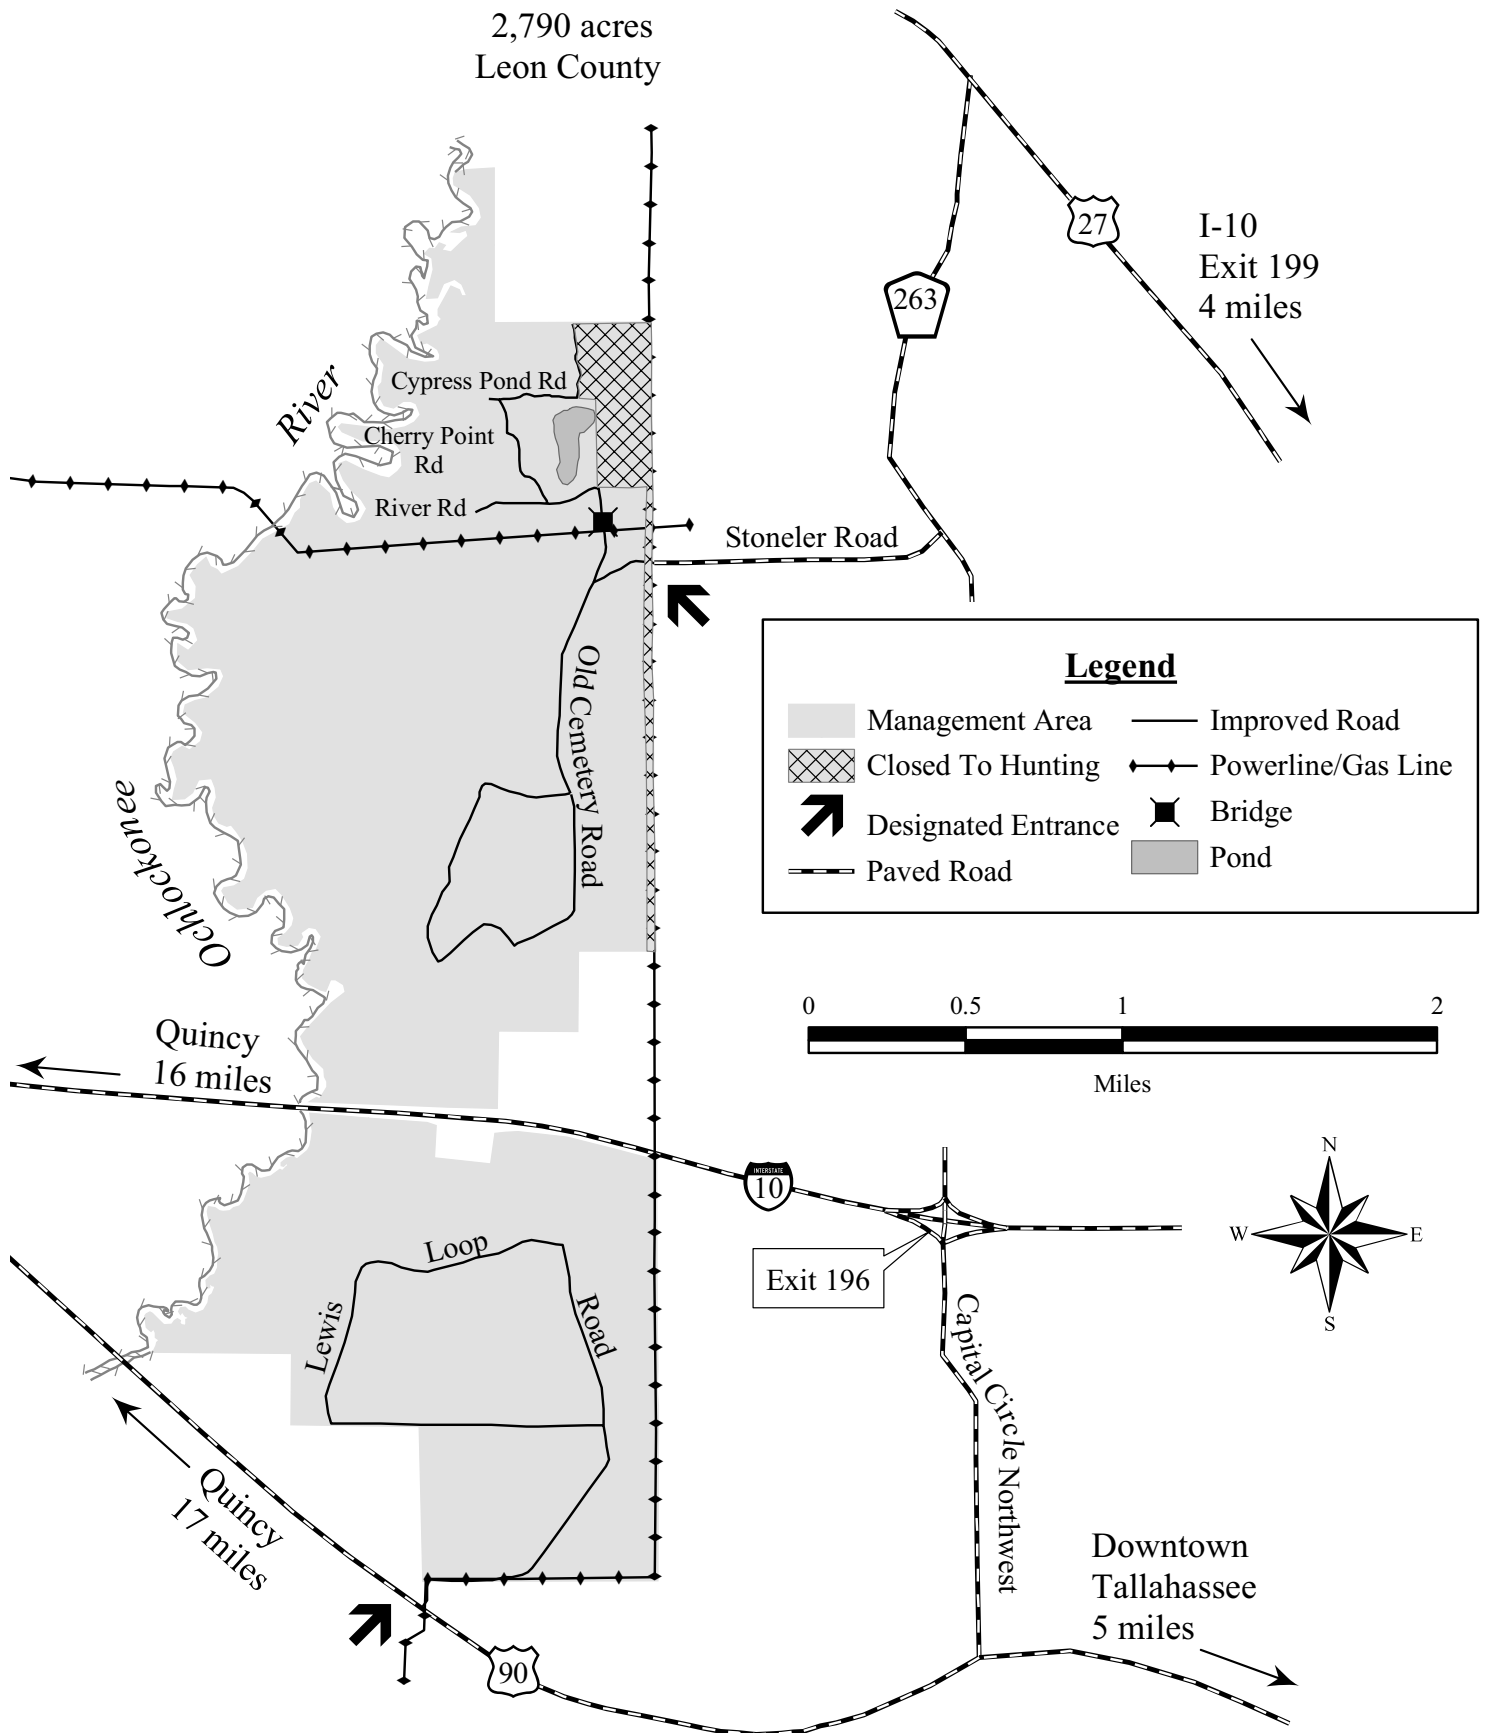 2,790 acres
Leon County
27
I-10
Exit 199
4 miles
263
River
Cypress Pond Rd
Cherry Point
Rd
River Rd
Stoneler Road
Old Cemetery Road
Ochlockonee
Legend
Management Area
Closed To Hunting
Designated Entrance
Paved Road
Improved Road
Powerline/Gas Line
Bridge
Pond
0 0.5 1 2
Miles
Quincy
16 miles
INTERSTATE
10
Exit 196
N
W E
S
Loop
Lewis
Road
Capital Circle Northwest
Quincy
17 miles
Downtown
Tallahassee
5 miles
90